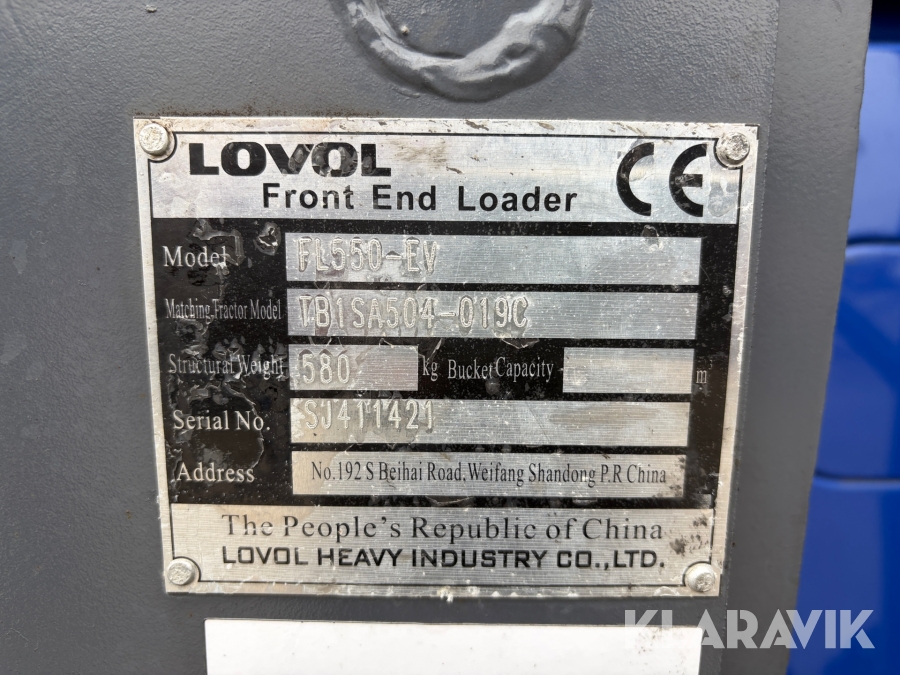 LOVOL
Front End Loader
CE
Model FL550-EV
Matching Tractor Model TB1SA504-019C
Structural Weight 580 kg Bucket Capacity m³
Serial No. SJ411421
Address No.192 S Beihai Road,Weifang Shandong P.R China
The People's Republic of China
LOVOL HEAVY INDUSTRY CO.,LTD.
KLARAVIK